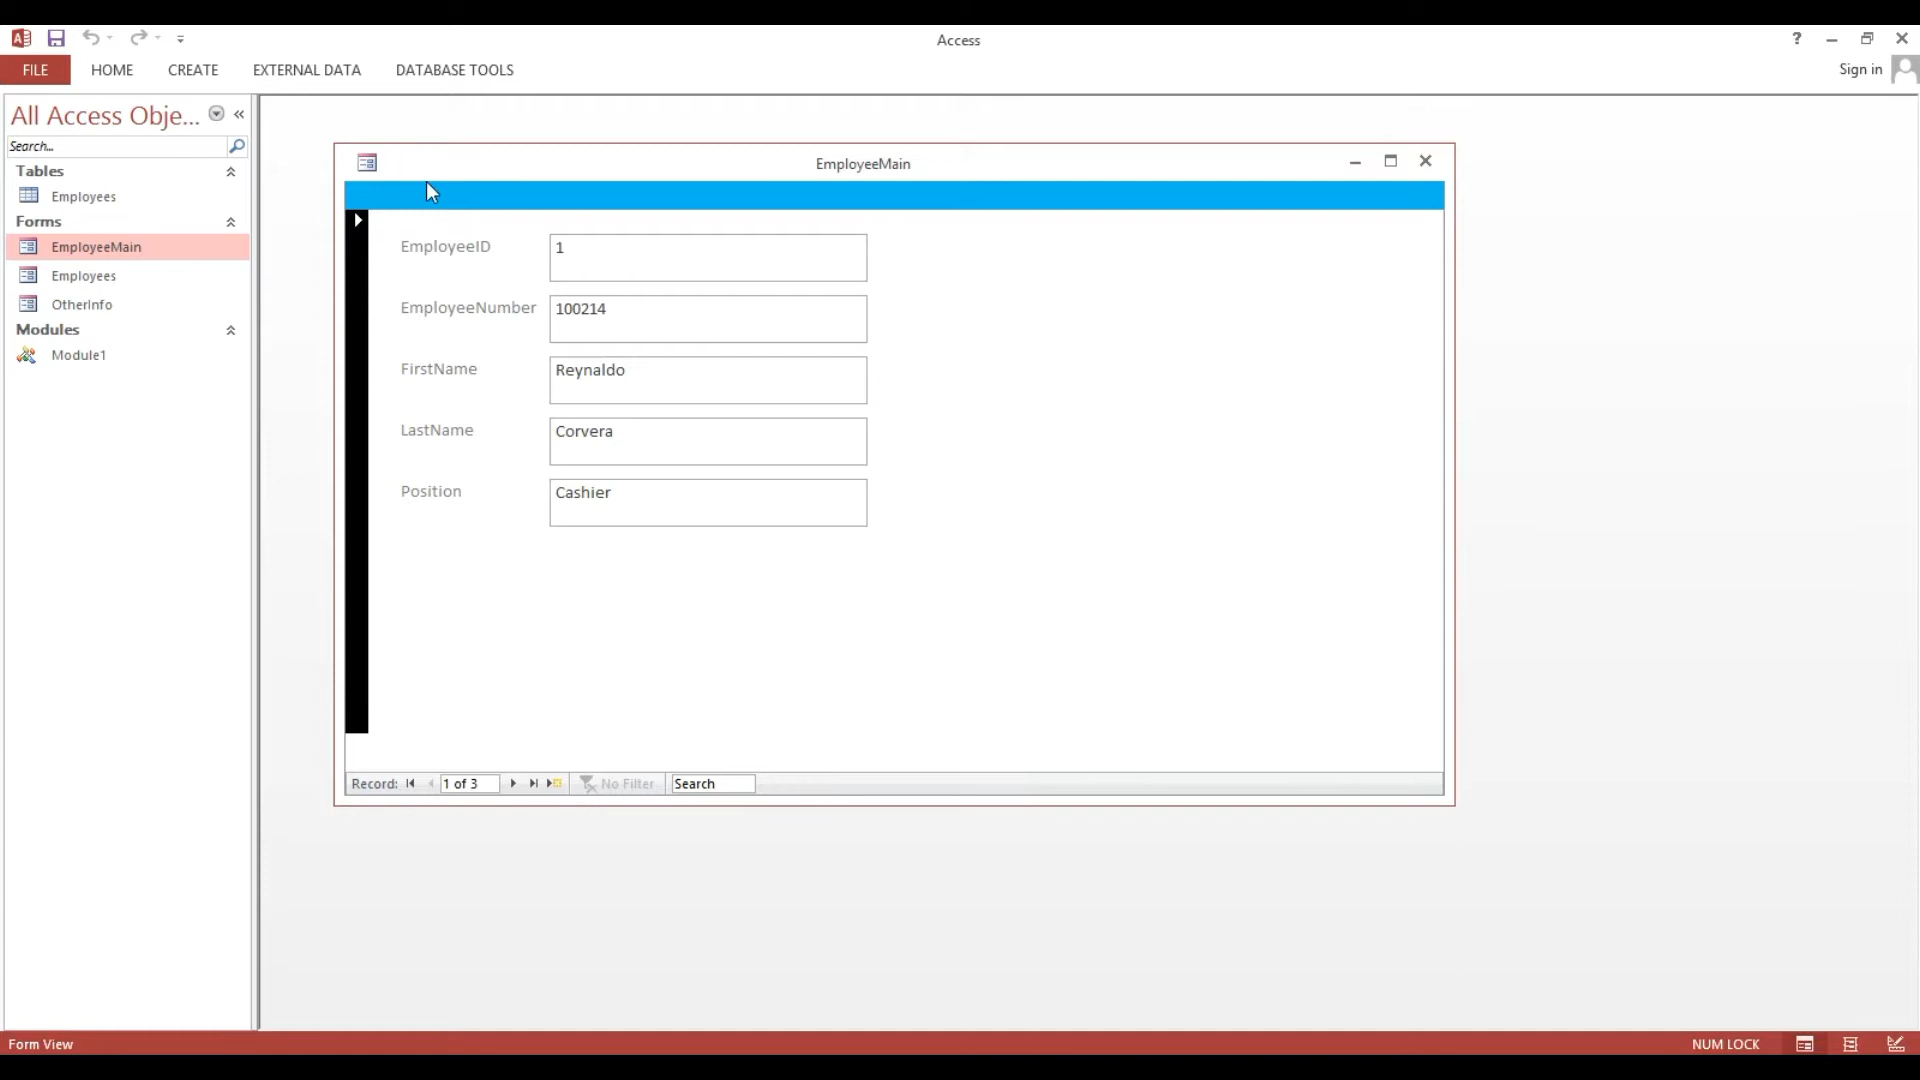 Access
?
FILE
HOME
CREATE
EXTERNAL DATA
DATABASE TOOLS
Sign in
All Access Obje... «
Search...
Tables
Employees
Forms
EmployeeMain
Employees
OtherInfo
Modules
Module1
EmployeeMain
EmployeeID 1
EmployeeNumber 100214
FirstName Reynaldo
LastName Corvera
Position Cashier
Record: 1 of 3 No Filter Search
Form View
NUM LOCK